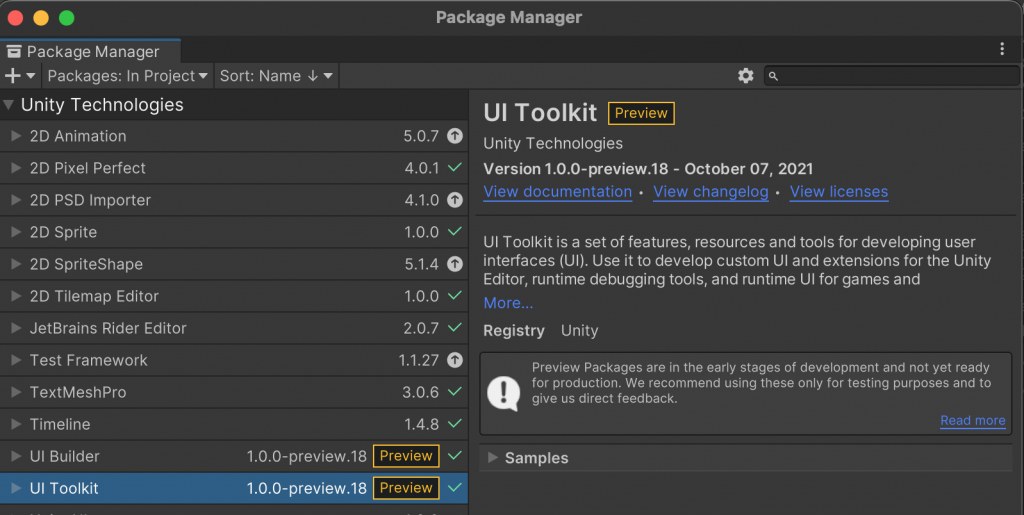 Package Manager
Package Manager
Packages: In Project
Sort: Name ↓
Unity Technologies
2D Animation 5.0.7
2D Pixel Perfect 4.0.1
2D PSD Importer 4.1.0
2D Sprite 1.0.0
2D SpriteShape 5.1.4
2D Tilemap Editor 1.0.0
JetBrains Rider Editor 2.0.7
Test Framework 1.1.27
TextMeshPro 3.0.6
Timeline 1.4.8
UI Builder 1.0.0-preview.18 Preview
UI Toolkit 1.0.0-preview.18 Preview
UI Toolkit Preview
Unity Technologies
Version 1.0.0-preview.18 - October 07, 2021
View documentation • View changelog • View licenses
UI Toolkit is a set of features, resources and tools for developing user
interfaces (UI). Use it to develop custom UI and extensions for the Unity
Editor, runtime debugging tools, and runtime UI for games and
More...
Registry Unity
Preview Packages are in the early stages of development and not yet ready
for production. We recommend using these only for testing purposes and to
give us direct feedback.
Read more
Samples